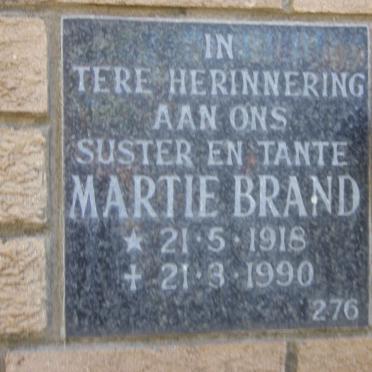 IN
TERE HERINNERING
AAN ONS
SUSTER EN TANTE
MARTIE BRAND
★ 21·5·1918
✝ 21·3·1990
276